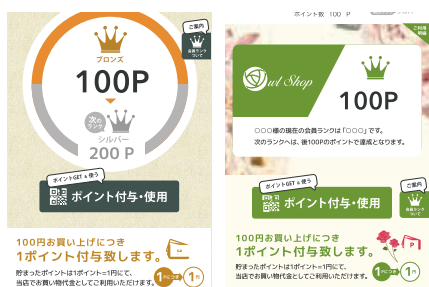 ご案内
会員ランク
ついて
ブロンズ
100P
次の
ランク
シルバー
200 P
ポイントGET & 使う
ポイント付与・使用
100円お買い上げにつき
1ポイント付与致します。
貯まったポイントは1ポイント=1円にて、
当店でお買い物代金としてご利用いただけます。
1円につき
1円
ポイント数 100 P
ご利用
明細
Owl Shop
100P
○○○様の現在の会員ランクは「○○○」です。
次のランクへは、後100Pのポイントで達成となります。
ポイントGET & 使う
ポイント付与・使用
ご案内
会員ランク
ついて
100円お買い上げにつき
1ポイント付与致します。
P
貯まったポイントは1ポイント=1円にて、
当店でお買い物代金としてご利用いただけます。
1円